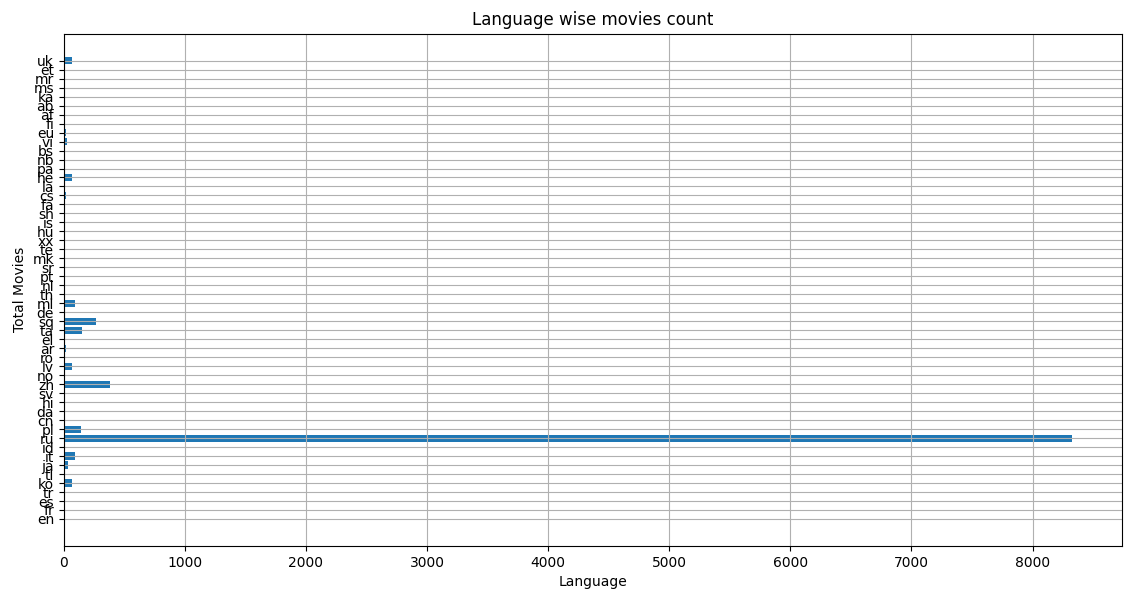 Language wise movies count
Total Movies
uk
et
mr
ms
ka
ab
af
fi
eu
vi
bs
nb
pa
he
la
cs
fa
sh
is
hu
xx
te
mk
sr
pt
nl
th
ml
de
sq
ta
el
ar
ro
lv
no
zh
sv
hi
da
cn
pl
ru
id
it
ja
tl
ko
tr
es
fr
en
0 1000 2000 3000 4000 5000 6000 7000 8000
Language